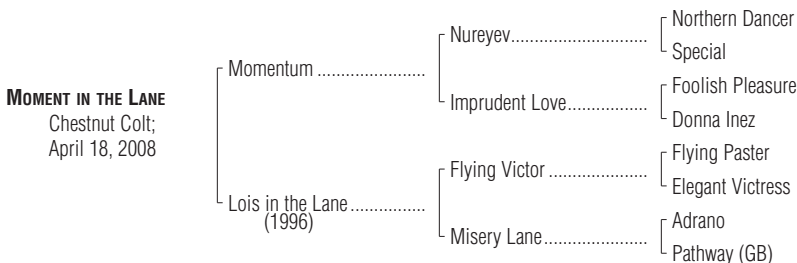 MOMENT IN THE LANE
Chestnut Colt;
April 18, 2008
Momentum .......................
Lois in the Lane................
(1996)
Nureyev.............................
Imprudent Love.................
Flying Victor .....................
Misery Lane......................
Northern Dancer
Special
Foolish Pleasure
Donna Inez
Flying Paster
Elegant Victress
Adrano
Pathway (GB)